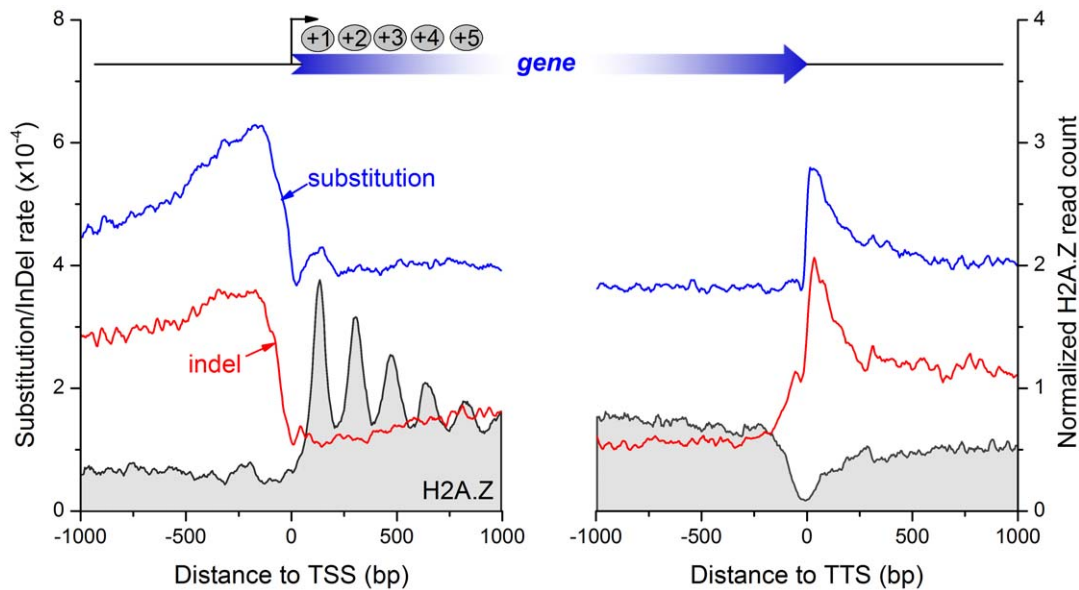 +1 +2 +3 +4 +5
gene
substitution
indel
H2A.Z
8
6
4
2
0
Substitution/InDel rate (x10⁻⁴)
-1000 -500 0 500 1000
Distance to TSS (bp)
-1000 -500 0 500 1000
Distance to TTS (bp)
4
3
2
1
0
Normalized H2A.Z read count